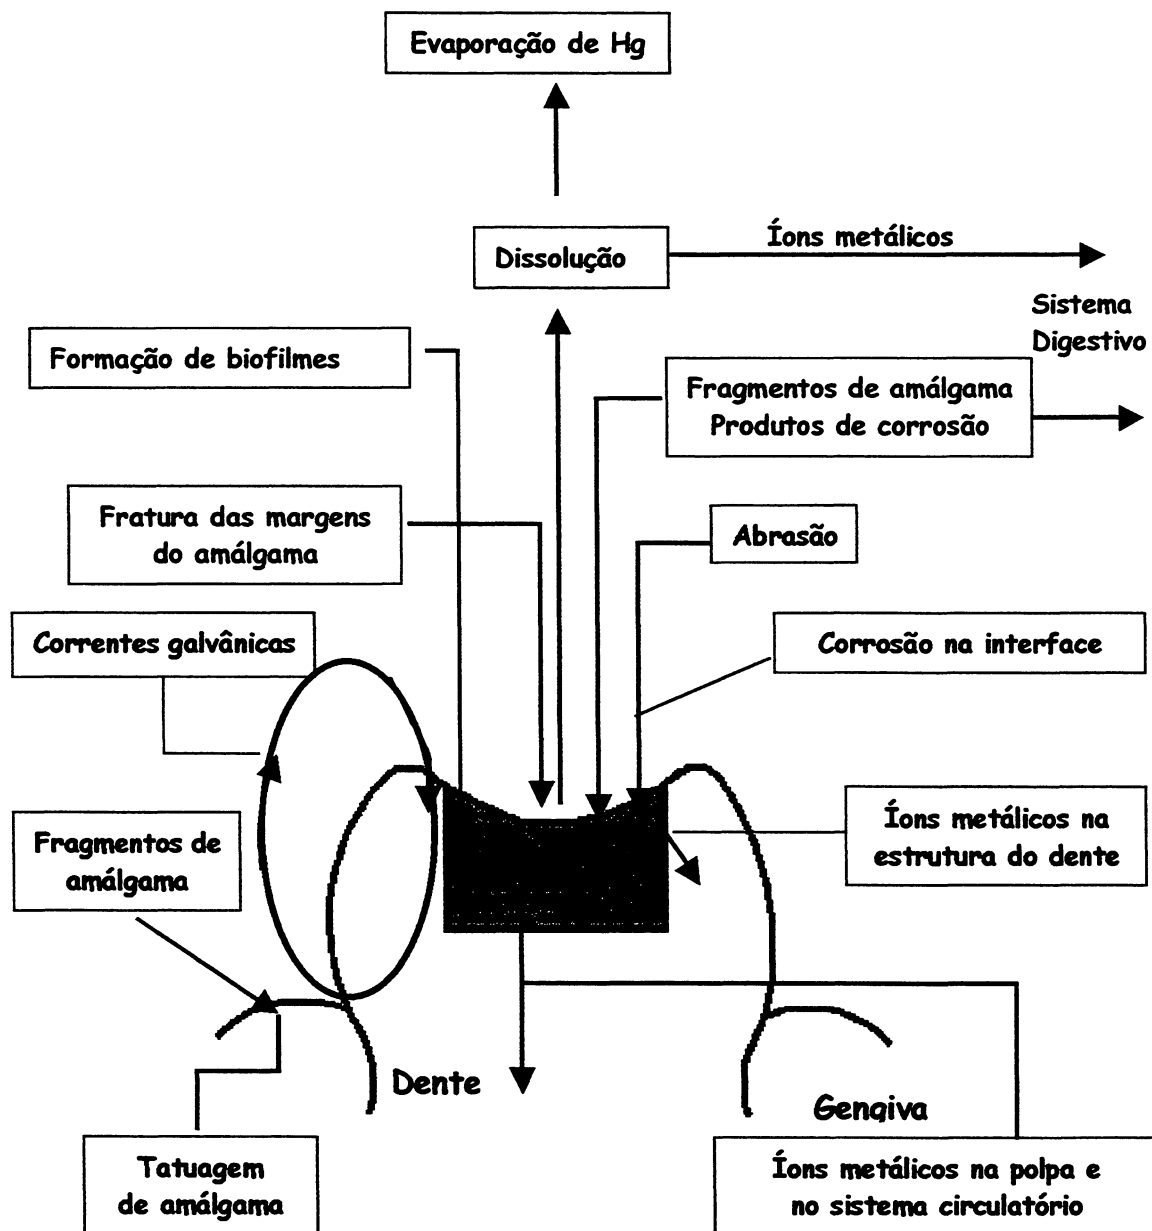 Evaporação de Hg
Dissolução
Íons metálicos
Sistema
Digestivo
Formação de biofilmes
Fragmentos de amálgama
Produtos de corrosão
Fratura das margens
do amálgama
Abrasão
Correntes galvânicas
Corrosão na interface
Fragmentos de
amálgama
Íons metálicos na
estrutura do dente
Dente
Gengiva
Tatuagem
de amálgama
Íons metálicos na polpa e
no sistema circulatório